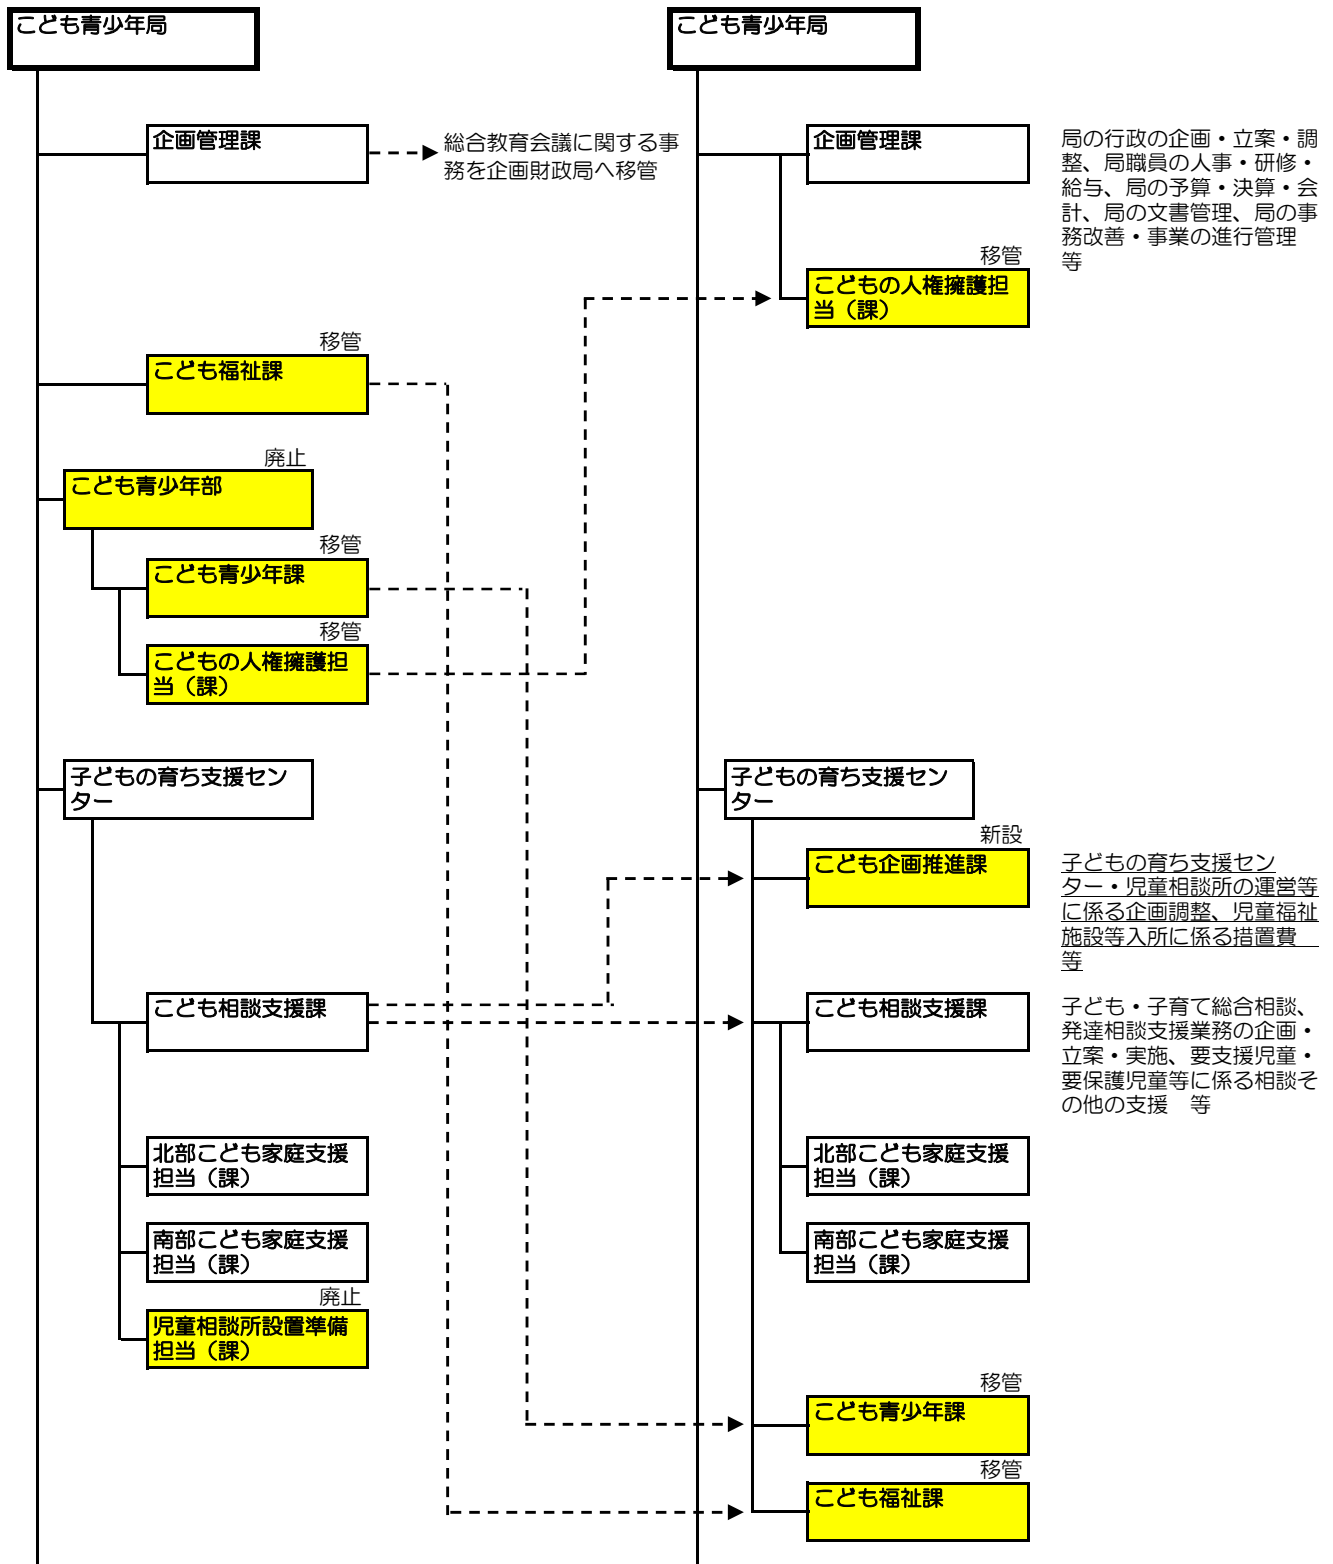 こども青少年局
企画管理課
総合教育会議に関する事
務を企画財政局へ移管
移管
こども福祉課
廃止
こども青少年部
移管
こども青少年課
移管
こどもの人権擁護担
当（課）
子どもの育ち支援セン
ター
こども相談支援課
北部こども家庭支援
担当（課）
南部こども家庭支援
担当（課）
廃止
児童相談所設置準備
担当（課）
こども青少年局
企画管理課
局の行政の企画・立案・調
整、局職員の人事・研修・
給与、局の予算・決算・会
計、局の文書管理、局の事
務改善・事業の進行管理
等
移管
こどもの人権擁護担
当（課）
子どもの育ち支援セン
ター
新設
こども企画推進課
子どもの育ち支援セン
ター・児童相談所の運営等
に係る企画調整、児童福祉
施設等入所に係る措置費
等
こども相談支援課
子ども・子育て総合相談、
発達相談支援業務の企画・
立案・実施、要支援児童・
要保護児童等に係る相談そ
の他の支援　等
北部こども家庭支援
担当（課）
南部こども家庭支援
担当（課）
移管
こども青少年課
移管
こども福祉課